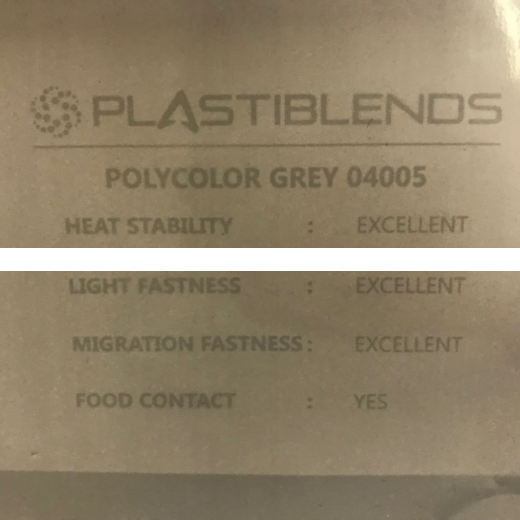 PLASTIBLENDS
POLYCOLOR GREY 04005
HEAT STABILITY : EXCELLENT
LIGHT FASTNESS : EXCELLENT
MIGRATION FASTNESS : EXCELLENT
FOOD CONTACT : YES